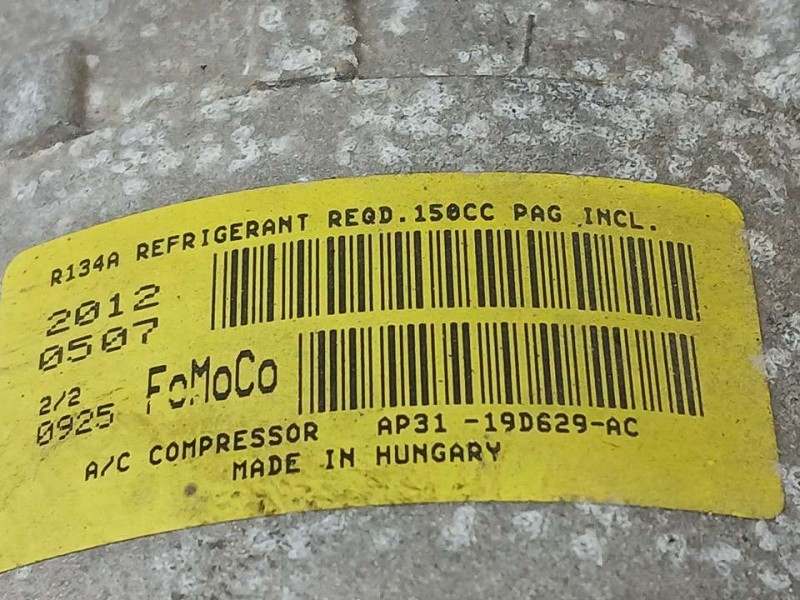 R134A REFRIGERANT REQD.150CC PAG INCL.
2012
0507
2/2
0925 FoMoCo
A/C COMPRESSOR AP31 -19D629-AC
MADE IN HUNGARY